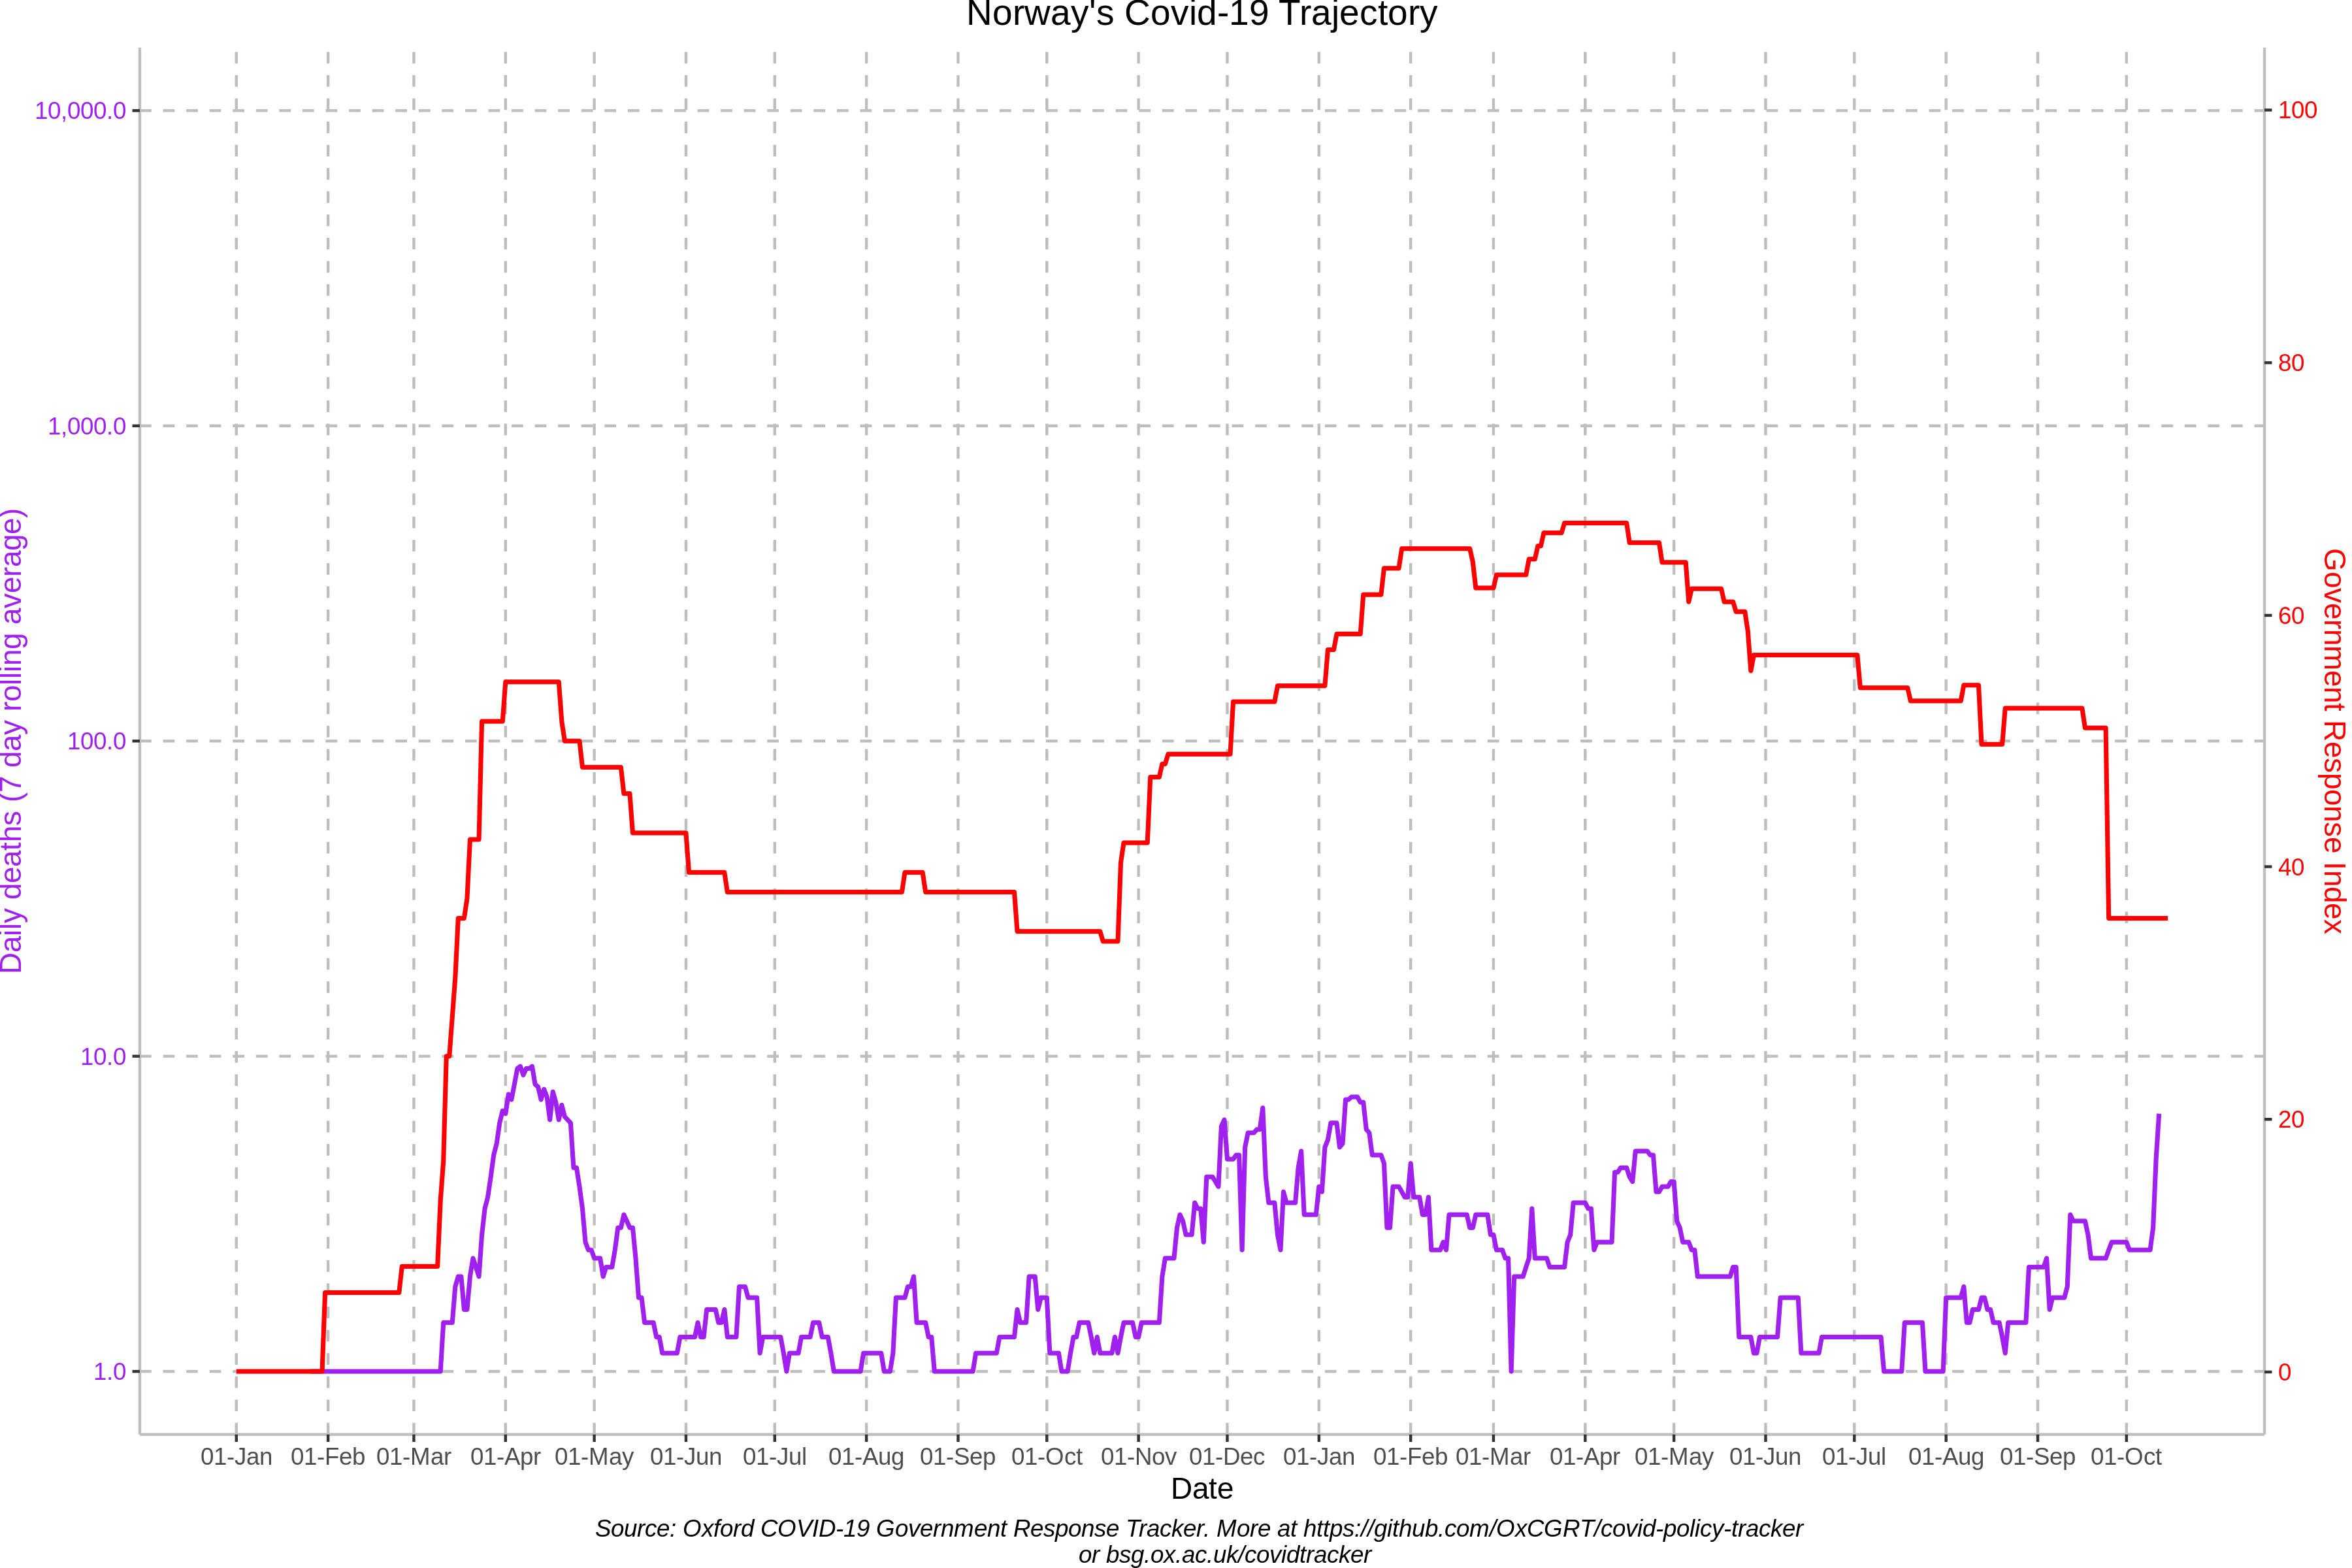 Norway's Covid-19 Trajectory
10,000.0
1,000.0
100.0
10.0
1.0
Daily deaths (7 day rolling average)
100
80
60
40
20
0
Government Response Index
01-Jan 01-Feb 01-Mar 01-Apr 01-May 01-Jun 01-Jul 01-Aug 01-Sep 01-Oct 01-Nov 01-Dec 01-Jan 01-Feb 01-Mar 01-Apr 01-May 01-Jun 01-Jul 01-Aug 01-Sep 01-Oct
Date
Source: Oxford COVID-19 Government Response Tracker. More at https://github.com/OxCGRT/covid-policy-tracker
or bsg.ox.ac.uk/covidtracker